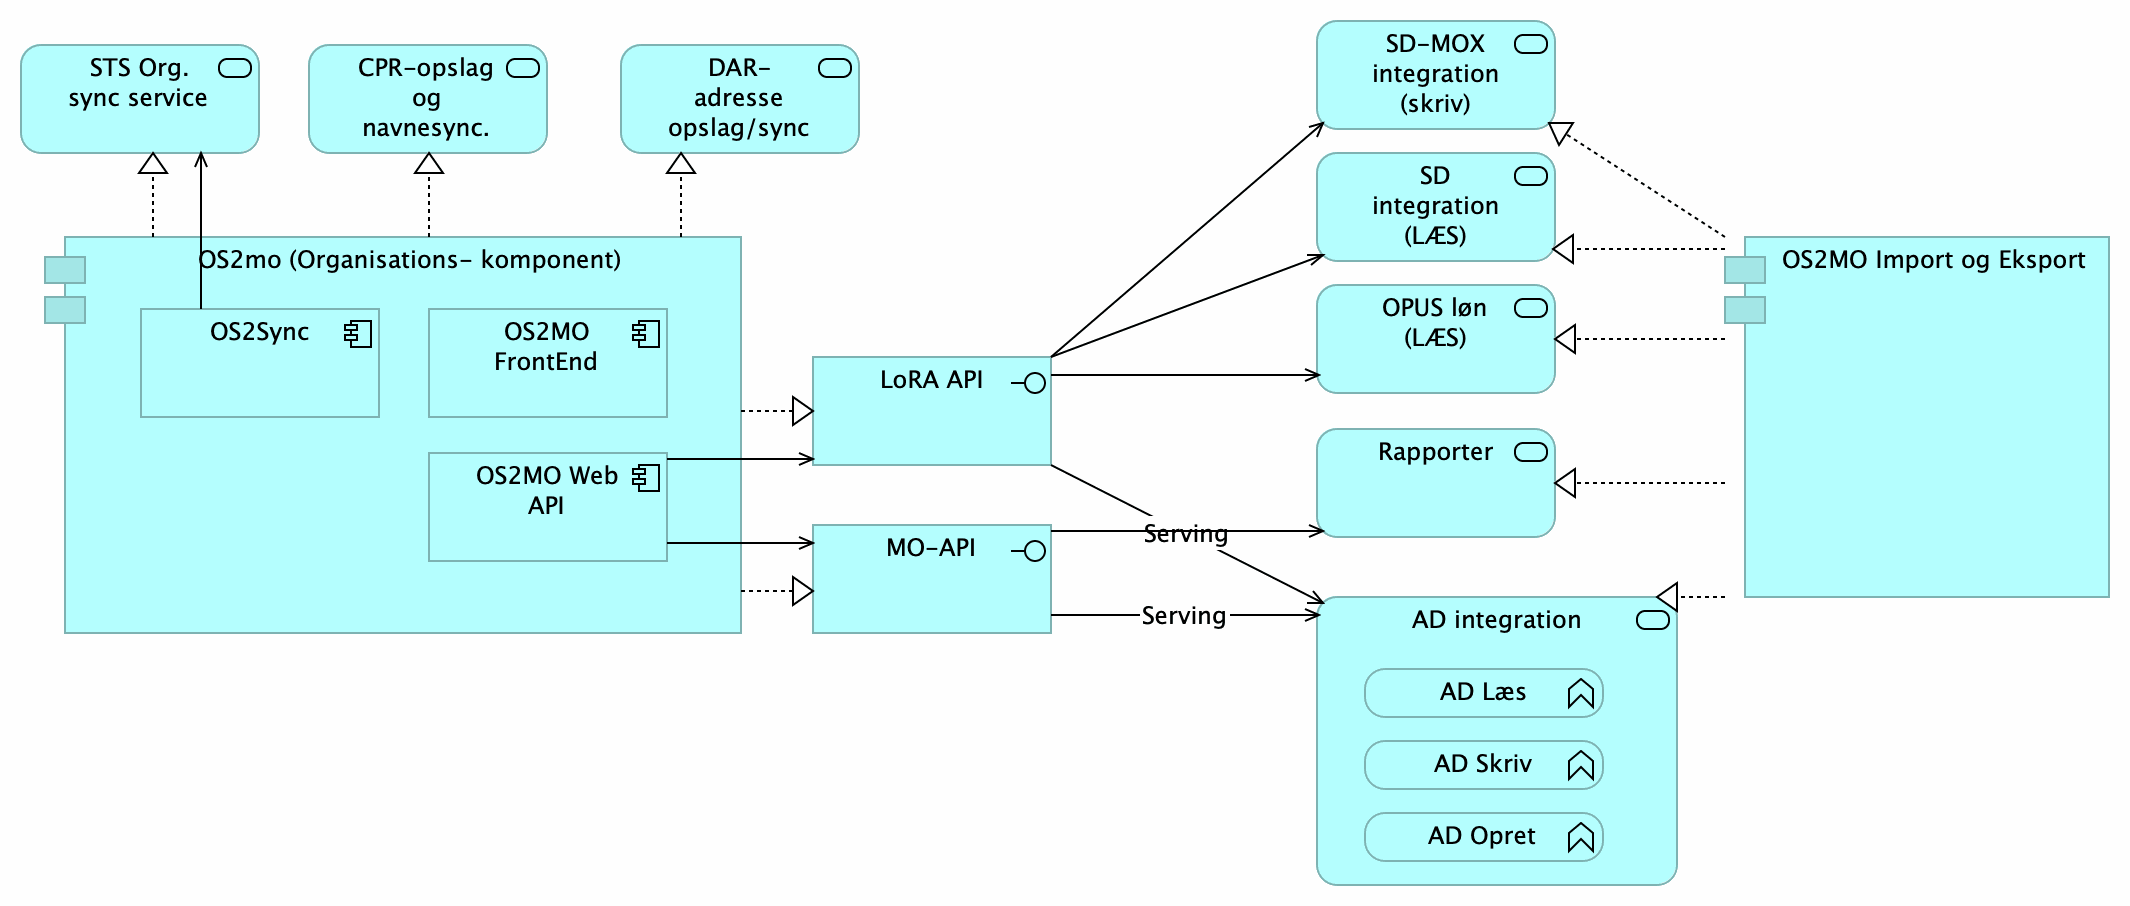 STS Org.
sync service
CPR-opslag
og
navnesync.
DAR-
adresse
opslag/sync
OS2mo (Organisations- komponent)
OS2Sync
OS2MO
FrontEnd
OS2MO Web
API
LoRA API
MO-API
Serving
Serving
SD-MOX
integration
(skriv)
SD
integration
(LÆS)
OPUS løn
(LÆS)
Rapporter
AD integration
AD Læs
AD Skriv
AD Opret
OS2MO Import og Eksport